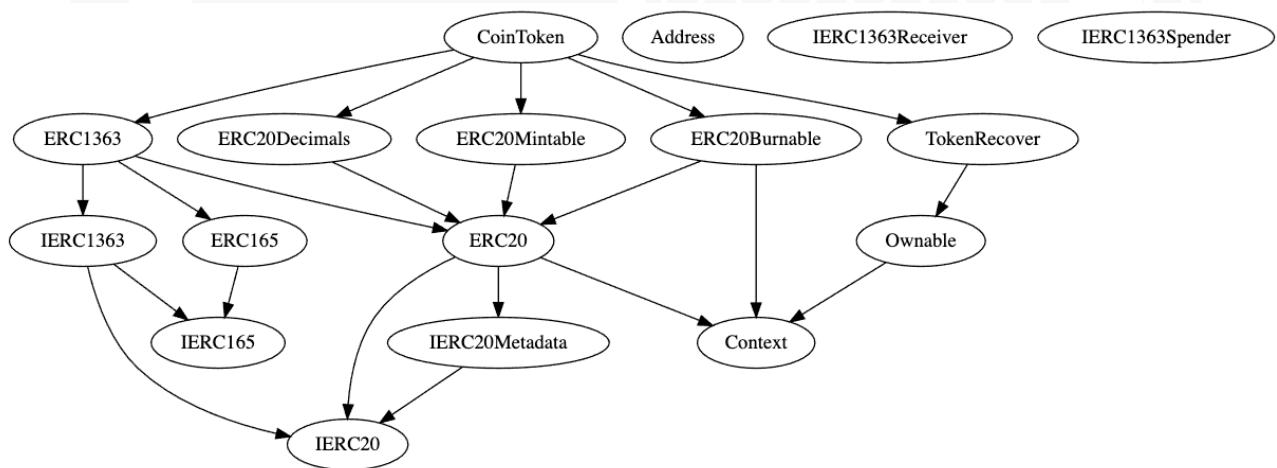 CoinToken
Address
IERC1363Receiver
IERC1363Spender
ERC1363
ERC20Decimals
ERC20Mintable
ERC20Burnable
TokenRecover
IERC1363
ERC165
ERC20
Ownable
IERC165
IERC20Metadata
Context
IERC20